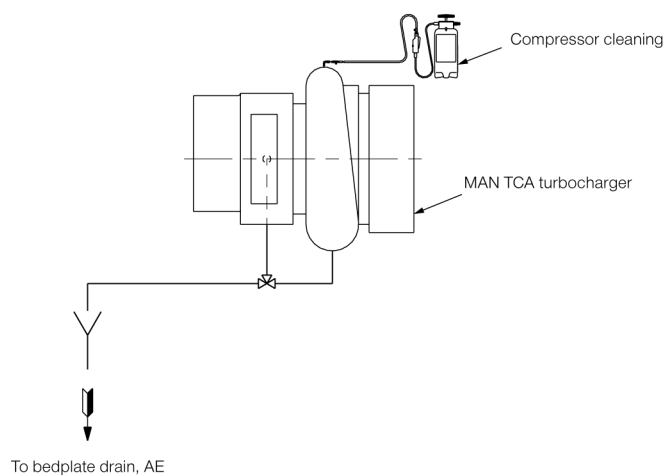 Compressor cleaning
MAN TCA turbocharger
To bedplate drain, AE